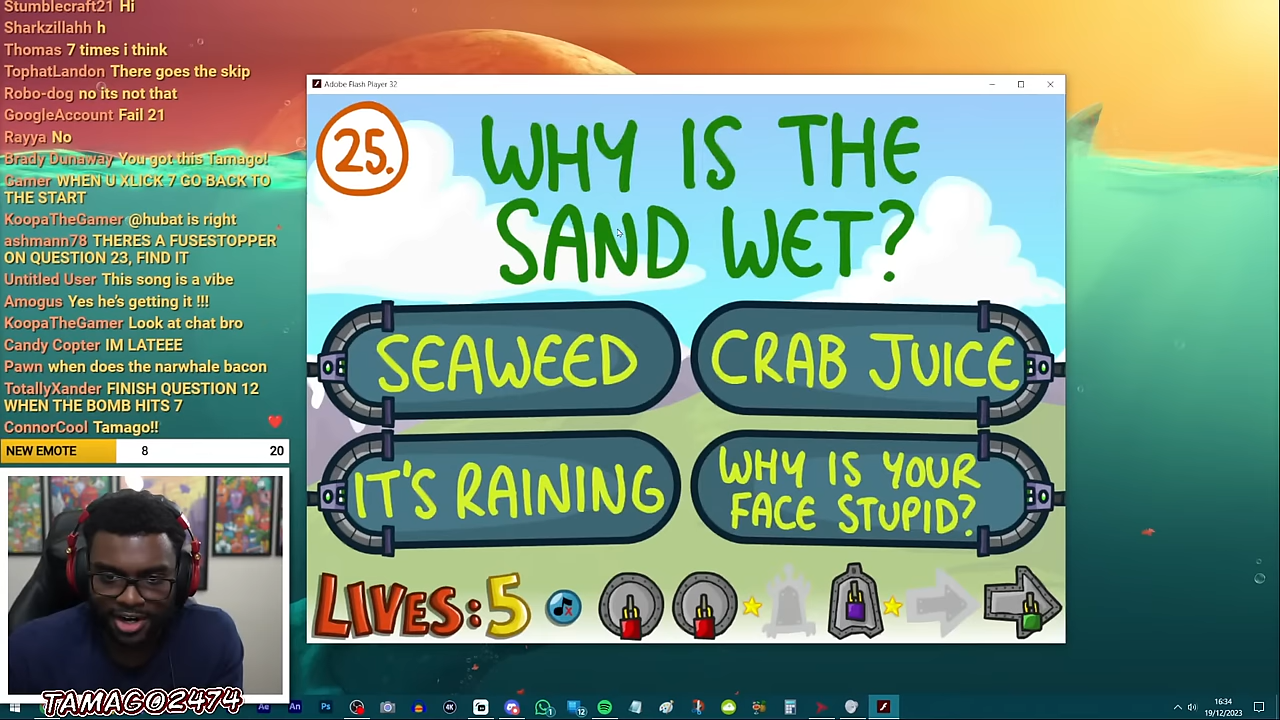 Stumblecraft21 Hi
Sharkzillahh h
Thomas 7 times i think
TophatLandon There goes the skip
Robo-dog no its not that
GoogleAccount Fail 21
Rayya No
Brady Dunaway You got this Tamago!
Gamer WHEN U XLICK 7 GO BACK TO
THE START
KoopaTheGamer @hubat is right
ashmann78 THERES A FUSESTOPPER
ON QUESTION 23, FIND IT
Untitled User This song is a vibe
Amogus Yes he's getting it !!!
KoopaTheGamer Look at chat bro
Candy Copter IM LATEEE
Pawn when does the narwhale bacon
TotallyXander FINISH QUESTION 12
WHEN THE BOMB HITS 7
ConnorCool Tamago!!
NEW EMOTE 8 20
Adobe Flash Player 32
25.
WHY IS THE
SAND WET?
SEAWEED
CRAB JUICE
IT'S RAINING
WHY IS YOUR
FACE STUPID?
LIVES: 5
TAMAGO2474
Ae An Ps 4K 1 12
16:34
19/12/2023